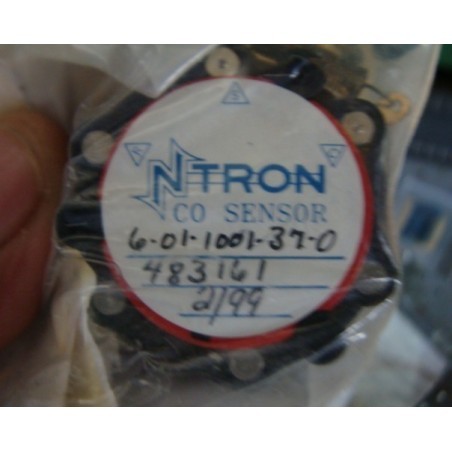 S
NTRON
CO SENSOR
6-01-1001-37-0
483161
2/99